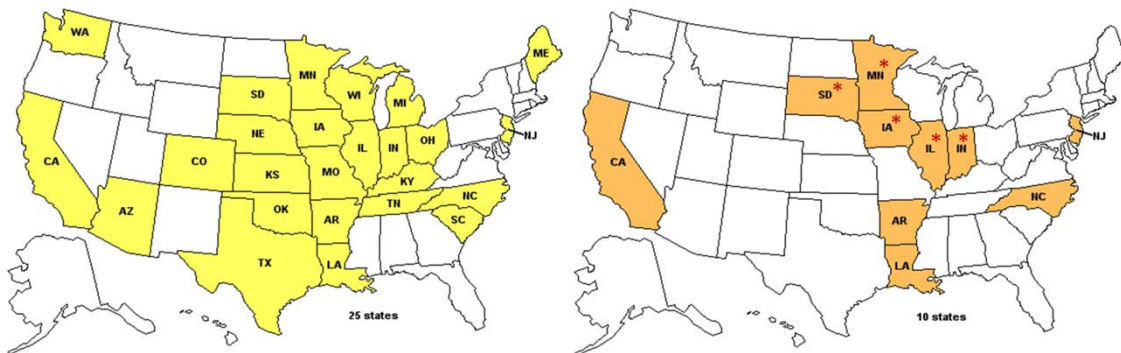 WA
ME
MN
SD
WI
MI
NE
IA
NJ
CA
CO
IL
IN
OH
KS
MO
KY
AZ
OK
AR
TN
NC
SC
TX
LA
25 states
MN *
SD *
IA *
IL *
IN *
NJ
CA
AR
NC
LA
10 states